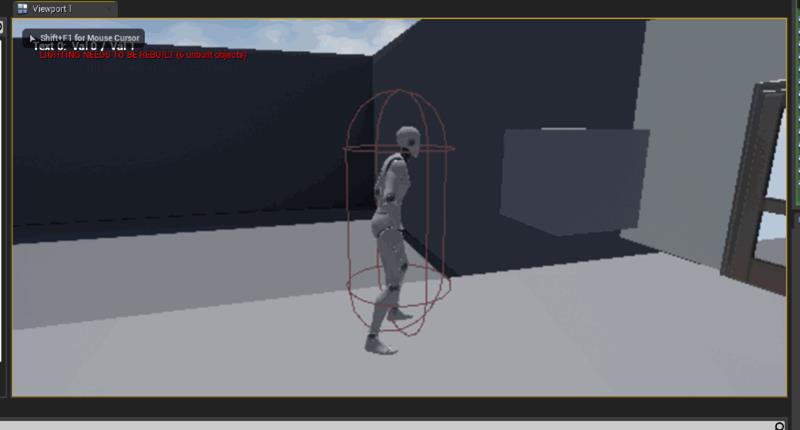 Viewport 1
Shift+F1 for Mouse Cursor
Text 0: Val 0 / Val 1
LIGHTING NEEDS TO BE REBUILT (6 unbuilt objects)